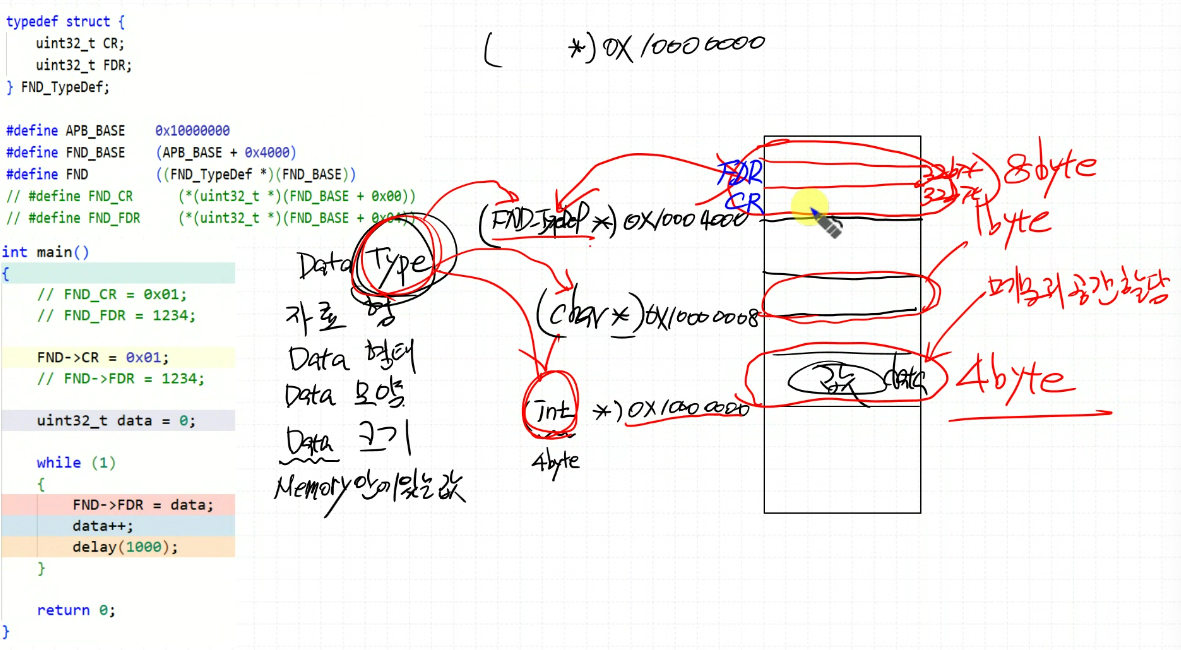 typedef struct {
uint32_t CR;
uint32_t FDR;
} FND_TypeDef;
#define APB_BASE 0x10000000
#define FND_BASE (APB_BASE + 0x4000)
#define FND ((FND_TypeDef *)(FND_BASE))
// #define FND_CR (*(uint32_t *)(FND_BASE + 0x00))
// #define FND_FDR (*(uint32_t *)(FND_BASE + 0x04))
int main()
{
// FND_CR = 0x01;
// FND_FDR = 1234;
FND->CR = 0x01;
// FND->FDR = 1234;
uint32_t data = 0;
while (1)
{
FND->FDR = data;
data++;
delay(1000);
}
return 0;
}
( *) 0X10000000
Data Type
자료 형
Data 형태
Data 모양
Data 크기
Memory 안에 있는 값
(FND_TypeDef *) 0X10004000
(char *) 0X10000008
int *) 0X1000 0000
4byte
FDR
CR
32bit
32bit
8byte
1byte
메모리 공간 할당
값 data
4byte